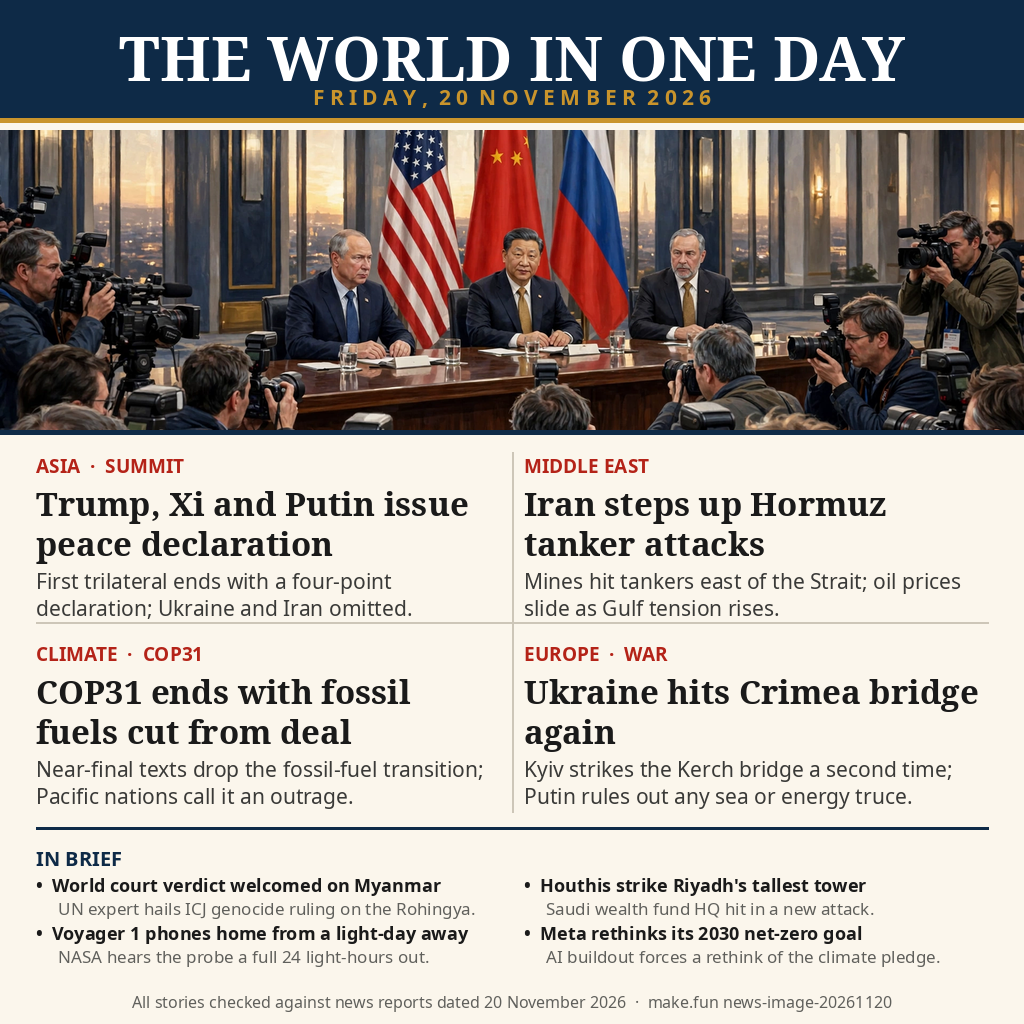 THE WORLD IN ONE DAY
FRIDAY, 20 NOVEMBER 2026
ASIA · SUMMIT
Trump, Xi and Putin issue
peace declaration
First trilateral ends with a four-point
declaration; Ukraine and Iran omitted.
MIDDLE EAST
Iran steps up Hormuz
tanker attacks
Mines hit tankers east of the Strait; oil prices
slide as Gulf tension rises.
CLIMATE · COP31
COP31 ends with fossil
fuels cut from deal
Near-final texts drop the fossil-fuel transition;
Pacific nations call it an outrage.
EUROPE · WAR
Ukraine hits Crimea bridge
again
Kyiv strikes the Kerch bridge a second time;
Putin rules out any sea or energy truce.
IN BRIEF
• World court verdict welcomed on Myanmar
UN expert hails ICJ genocide ruling on the Rohingya.
• Voyager 1 phones home from a light-day away
NASA hears the probe a full 24 light-hours out.
• Houthis strike Riyadh's tallest tower
Saudi wealth fund HQ hit in a new attack.
• Meta rethinks its 2030 net-zero goal
AI buildout forces a rethink of the climate pledge.
All stories checked against news reports dated 20 November 2026 · make.fun news-image-20261120